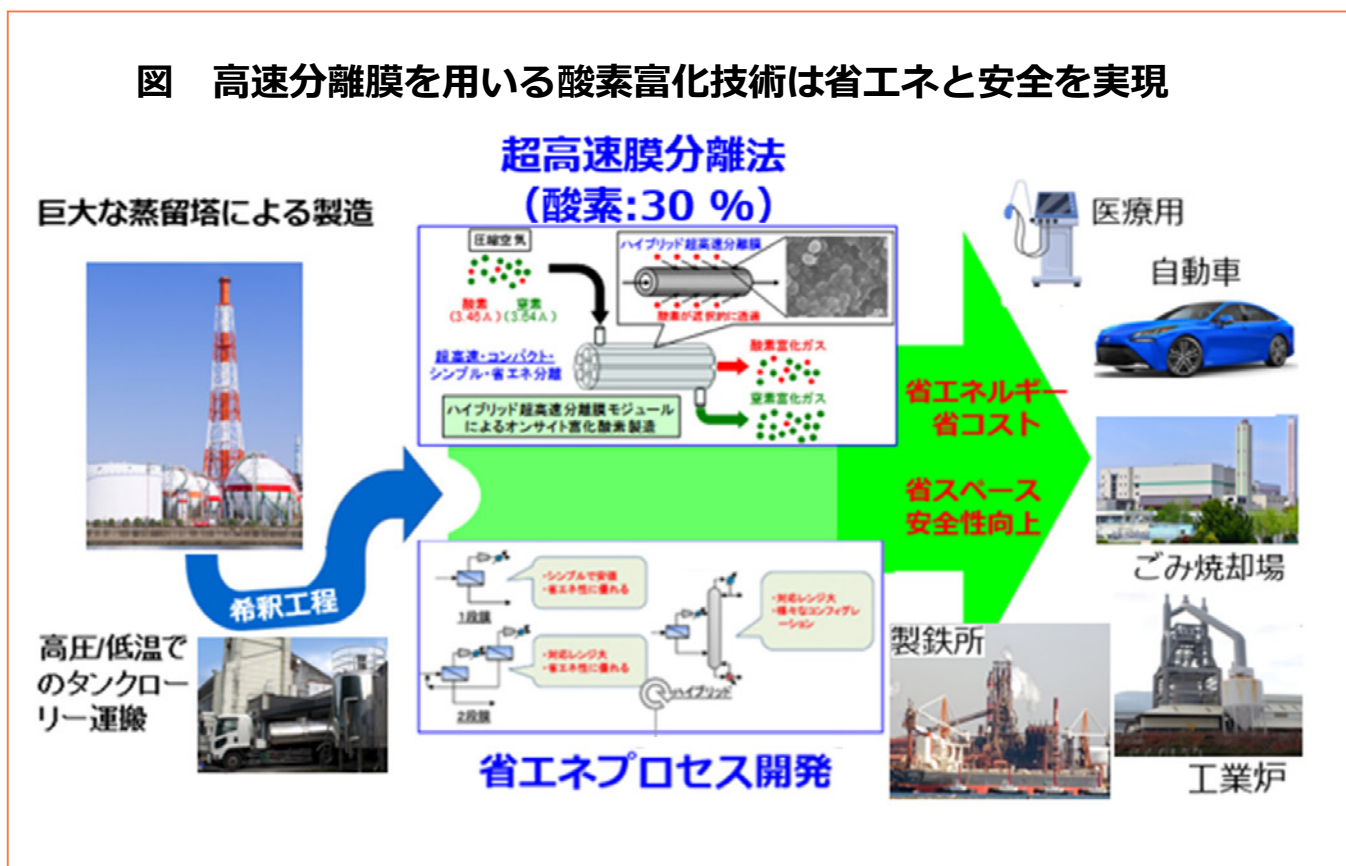 図　高速分離膜を用いる酸素富化技術は省エネと安全を実現
超高速膜分離法
（酸素:30 %）
巨大な蒸留塔による製造
圧縮空気
酸素
(3.46Å)
窒素
(3.64Å)
ハイブリッド超高速分離膜
酸素が選択的に透過
超高速・コンパクト・
シンプル・省エネ分離
酸素富化ガス
窒素富化ガス
ハイブリッド超高速分離膜モジュール
によるオンサイト富化酸素製造
希釈工程
高圧/低温で
のタンクロー
リー運搬
・シンプルで安価
・省エネ性に優れる
1段膜
・対応レンジ大
・省エネ性に優れる
2段膜
・対応レンジ大
・様々なコンフィグレ
ーション
ハイブリッド
省エネプロセス開発
省エネルギー
省コスト
省スペース
安全性向上
医療用
自動車
ごみ焼却場
製鉄所
工業炉